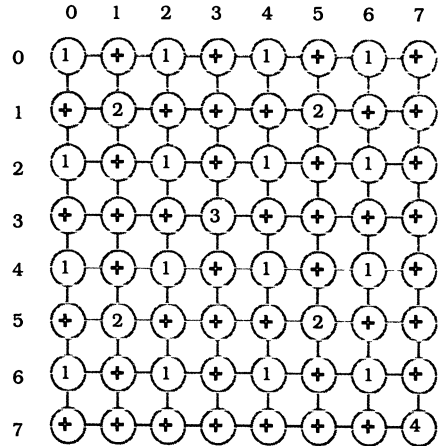 0 1 2 3 4 5 6 7
0 1 + 1 + 1 + 1 +
1 + 2 + + + 2 + +
2 1 + 1 + 1 + 1 +
3 + + + 3 + + + +
4 1 + 1 + 1 + 1 +
5 + 2 + + + 2 + +
6 1 + 1 + 1 + 1 +
7 + + + + + + + 4